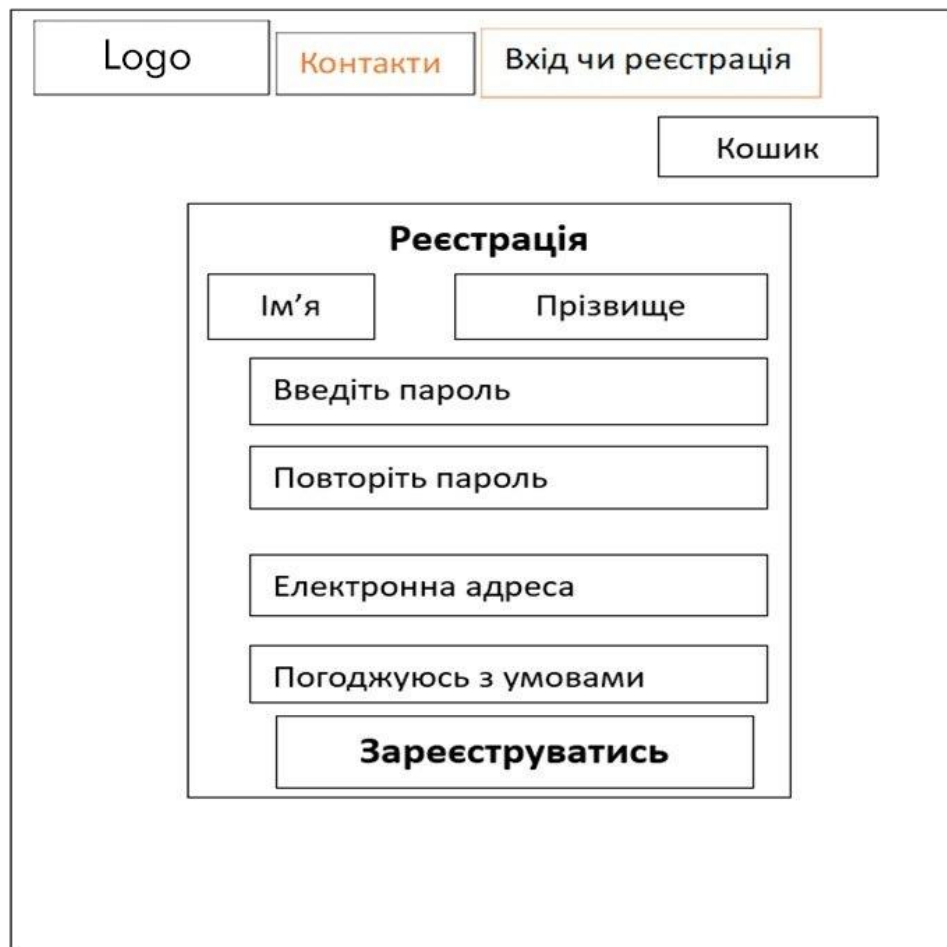 Logo
Контакти
Вхід чи реєстрація
Кошик
Реєстрація
Ім’я
Прізвище
Введіть пароль
Повторіть пароль
Електронна адреса
Погоджуюсь з умовами
Зареєструватись